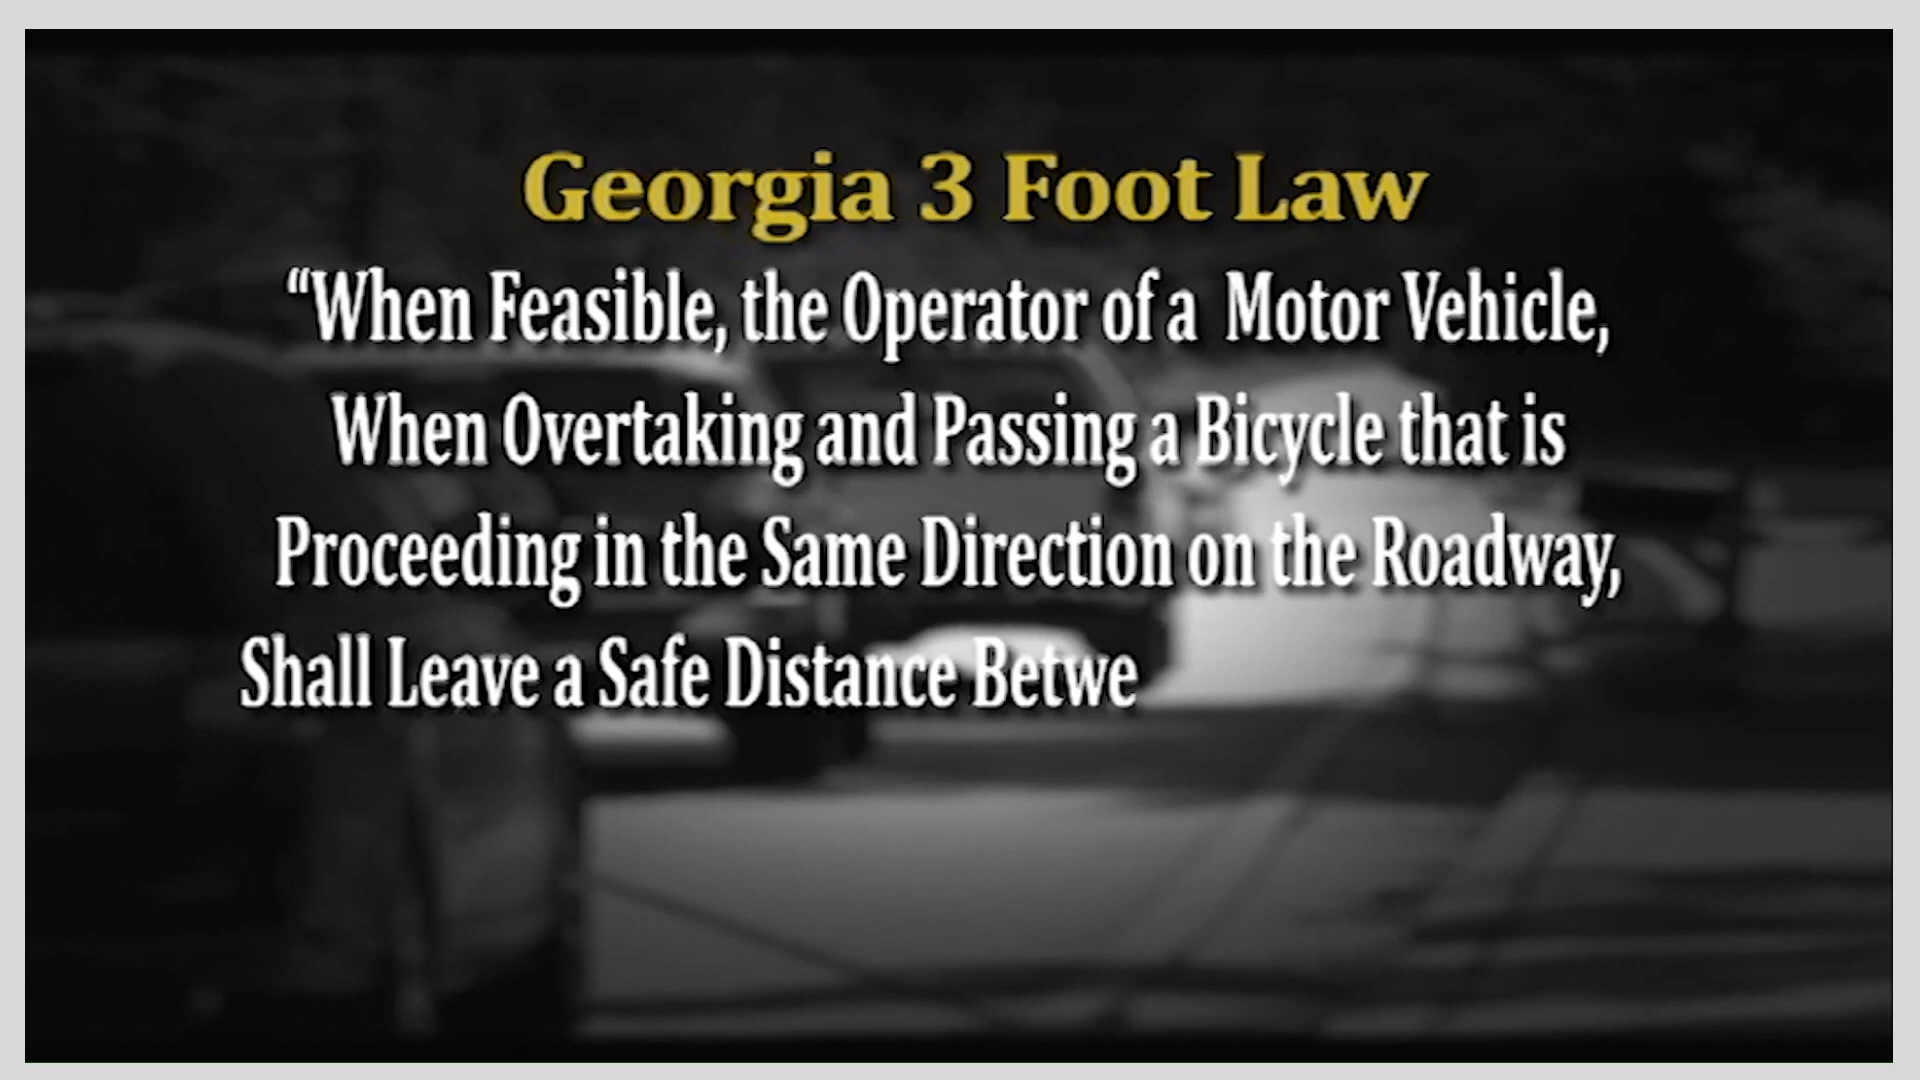 Georgia 3 Foot Law
“When Feasible, the Operator of a Motor Vehicle,
When Overtaking and Passing a Bicycle that is
Proceeding in the Same Direction on the Roadway,
Shall Leave a Safe Distance Betwe